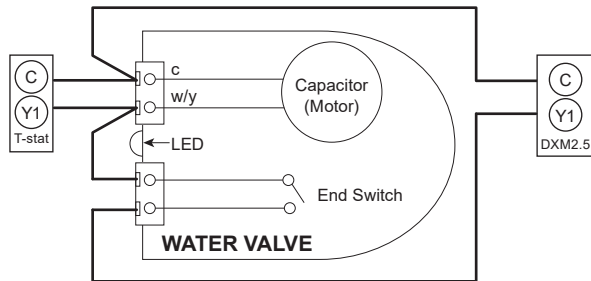 C
Y1
T-stat
c
w/y
LED
Capacitor
(Motor)
End Switch
WATER VALVE
C
Y1
DXM2.5